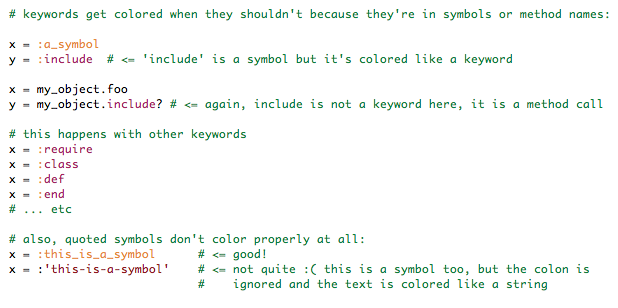 # keywords get colored when they shouldn't because they're in symbols or method names:
x = :a_symbol
y = :include  # <= 'include' is a symbol but it's colored like a keyword
x = my_object.foo
y = my_object.include? # <= again, include is not a keyword here, it is a method call
# this happens with other keywords
x = :require
x = :class
x = :def
x = :end
# ... etc
# also, quoted symbols don't color properly at all:
x = :this_is_a_symbol      # <= good!
x = :'this-is-a-symbol'    # <= not quite :( this is a symbol too, but the colon is
                           #    ignored and the text is colored like a string